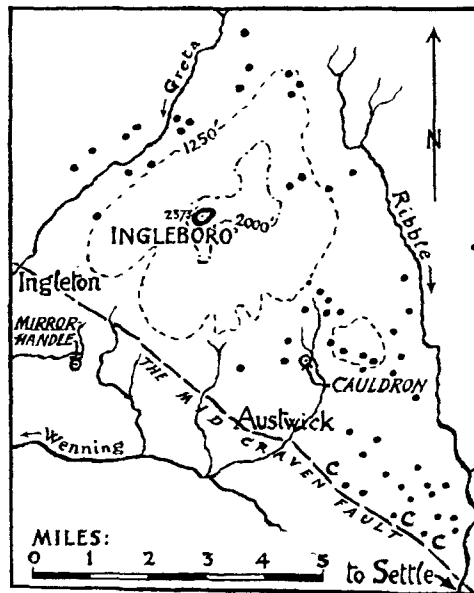 Greta
N
1250'
Ribble
2373'
2000
INGLEBORO'
Ingleton
MIRROR-
HANDLE
CAULDRON
THE MID CRAVEN FAULT
Austwick
Wenning
C
C
C
MILES:
0 1 2 3 4 5
to Settle